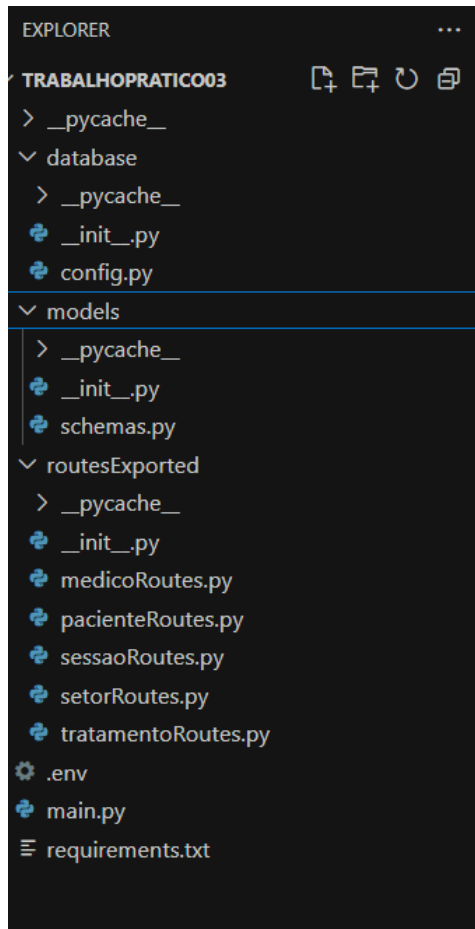 EXPLORER
TRABALHOPRATICO03
__pycache__
database
__pycache__
__init__.py
config.py
models
__pycache__
__init__.py
schemas.py
routesExported
__pycache__
__init__.py
medicoRoutes.py
pacienteRoutes.py
sessaoRoutes.py
setorRoutes.py
tratamentoRoutes.py
.env
main.py
requirements.txt